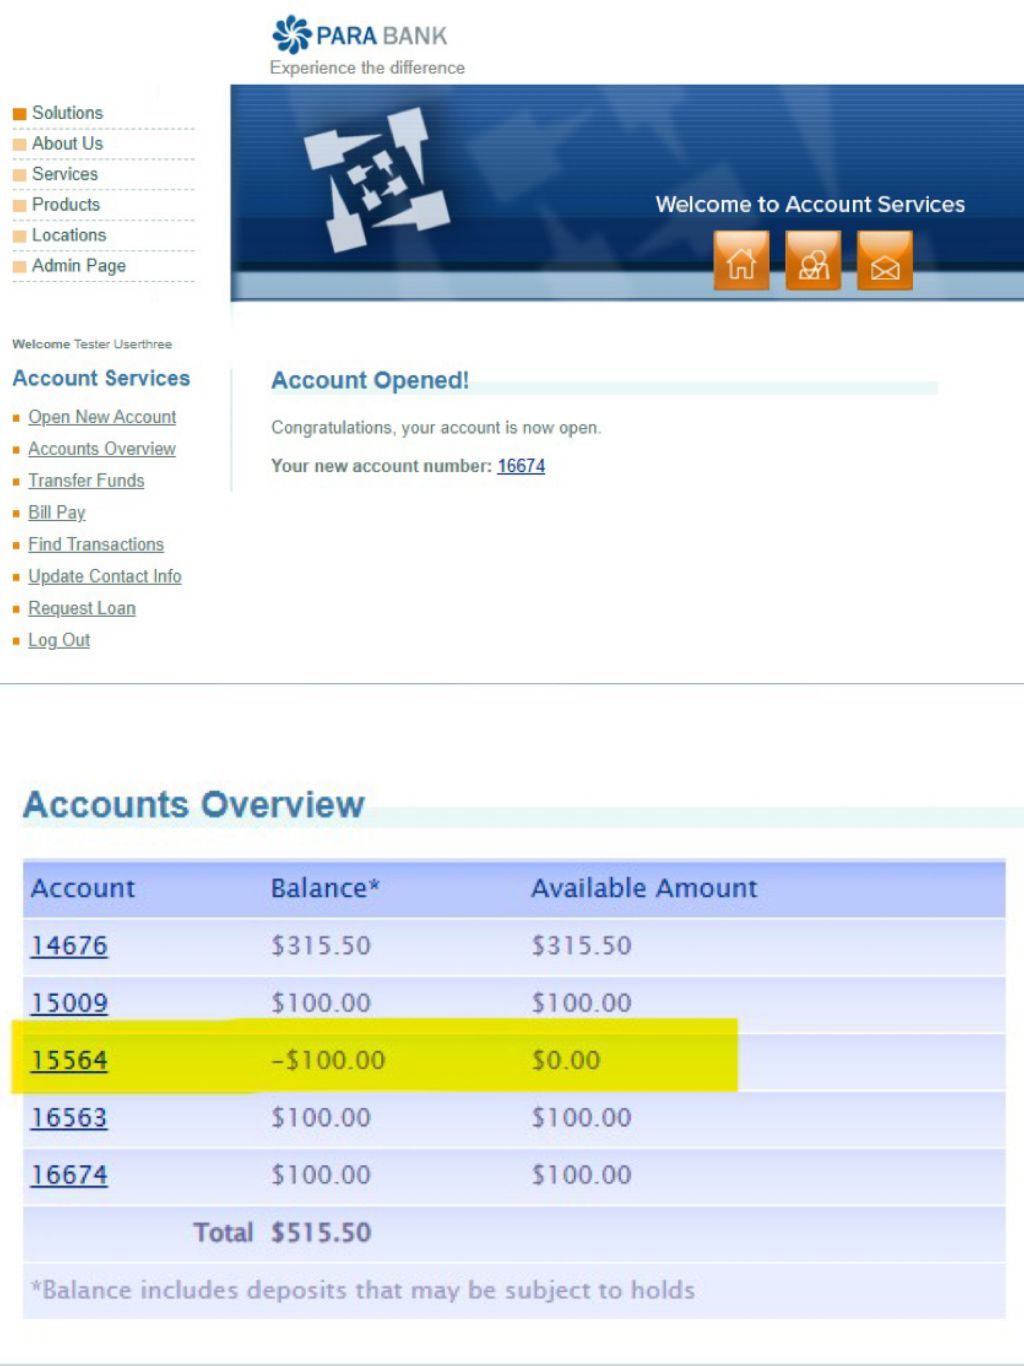 PARA BANK
Experience the difference
Solutions
About Us
Services
Products
Locations
Admin Page
Welcome to Account Services
Welcome Tester Userthree
Account Services
Open New Account
Accounts Overview
Transfer Funds
Bill Pay
Find Transactions
Update Contact Info
Request Loan
Log Out
Account Opened!
Congratulations, your account is now open.
Your new account number: 16674
Accounts Overview
Account Balance* Available Amount
14676 $315.50 $315.50
15009 $100.00 $100.00
15564 -$100.00 $0.00
16563 $100.00 $100.00
16674 $100.00 $100.00
Total $515.50
*Balance includes deposits that may be subject to holds